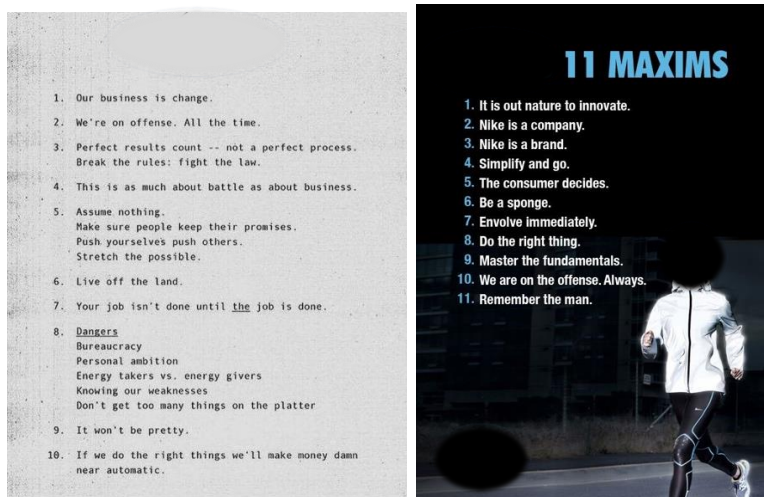 1. Our business is change.
2. We're on offense. All the time.
3. Perfect results count -- not a perfect process.
Break the rules: fight the law.
4. This is as much about battle as about business.
5. Assume nothing.
Make sure people keep their promises.
Push yourselves push others.
Stretch the possible.
6. Live off the land.
7. Your job isn't done until the job is done.
8. Dangers
Bureaucracy
Personal ambition
Energy takers vs. energy givers
Knowing our weaknesses
Don't get too many things on the platter
9. It won't be pretty.
10. If we do the right things we'll make money damn
near automatic.
11 MAXIMS
1. It is out nature to innovate.
2. Nike is a company.
3. Nike is a brand.
4. Simplify and go.
5. The consumer decides.
6. Be a sponge.
7. Envolve immediately.
8. Do the right thing.
9. Master the fundamentals.
10. We are on the offense. Always.
11. Remember the man.